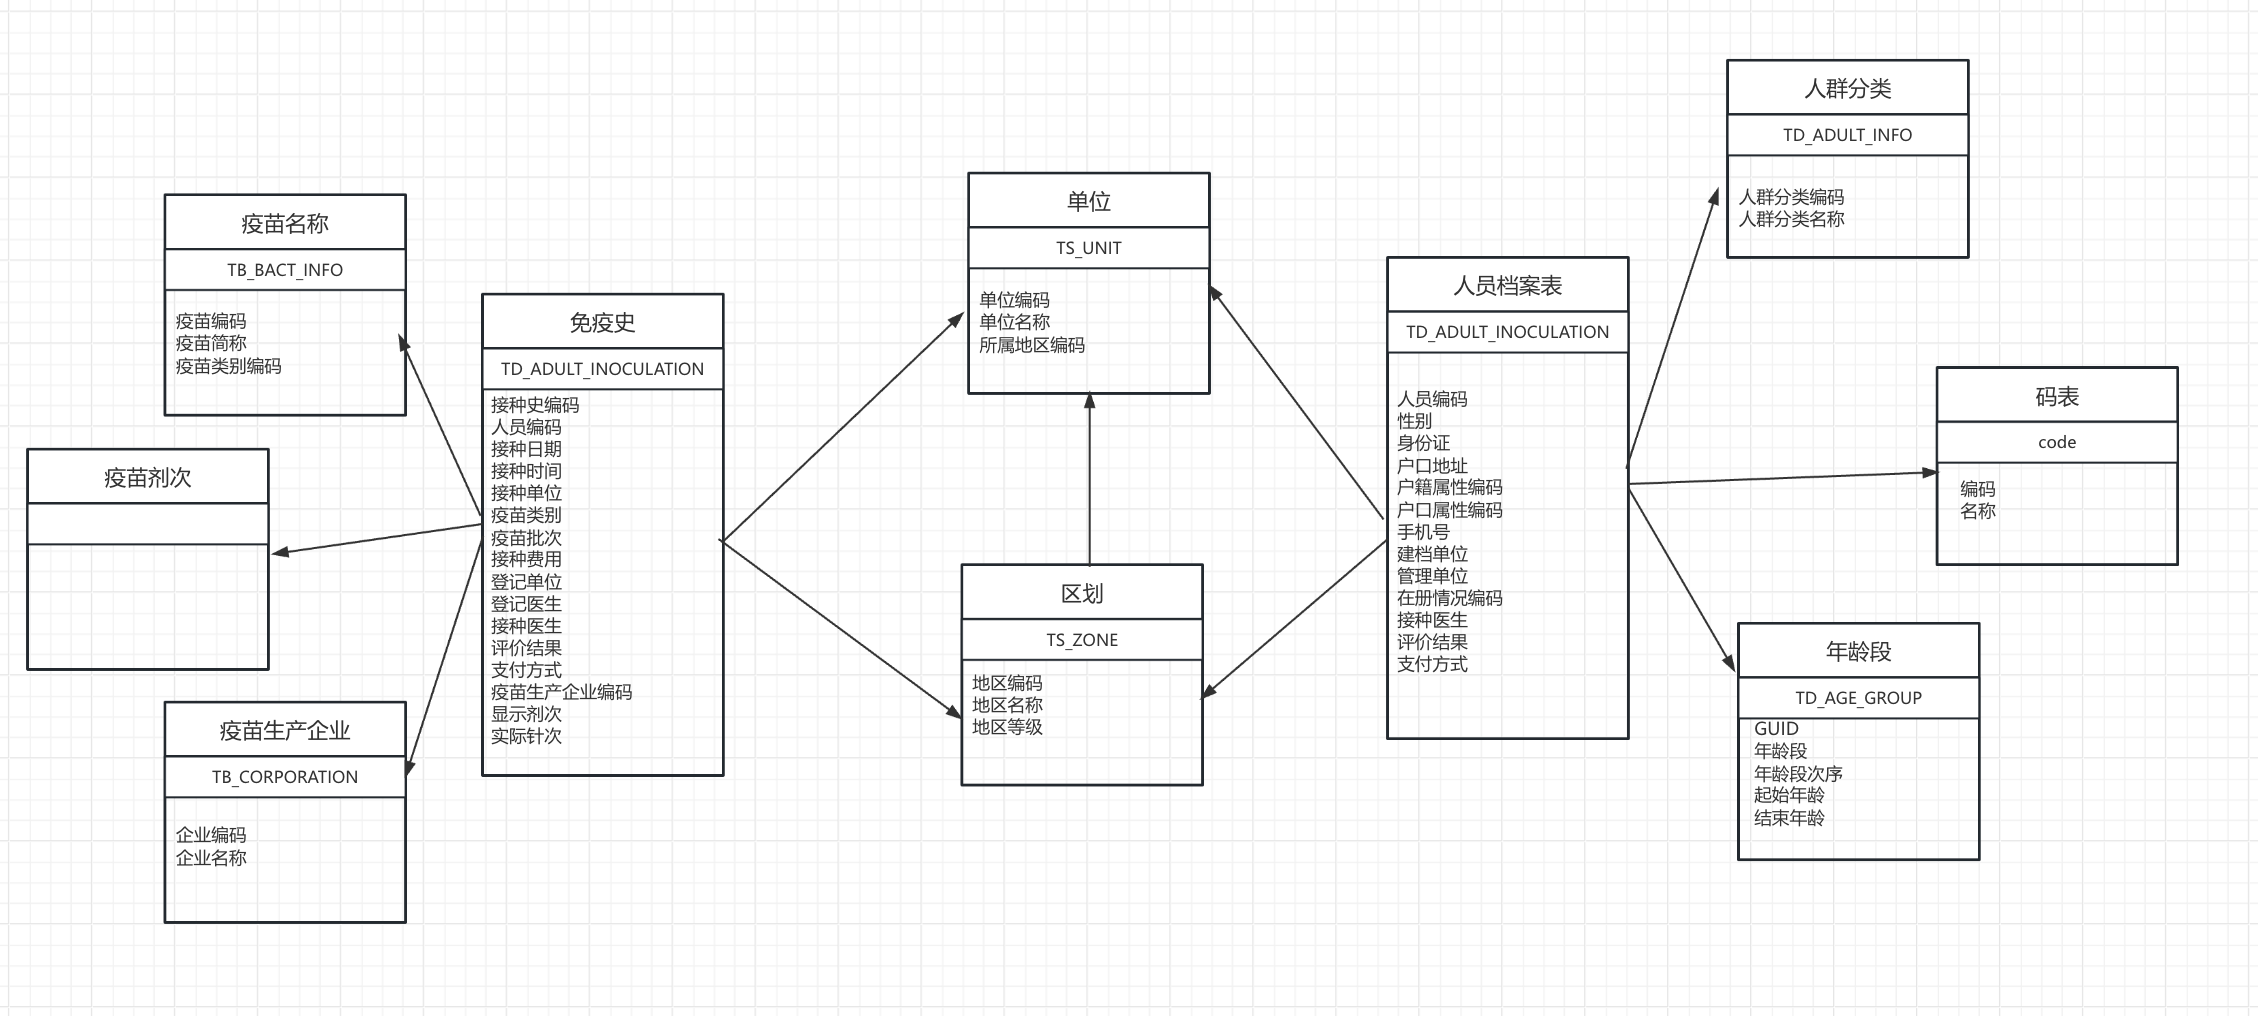 疫苗名称
TB_BACT_INFO
疫苗编码
疫苗简称
疫苗类别编码
疫苗剂次
疫苗生产企业
TB_CORPORATION
企业编码
企业名称
免疫史
TD_ADULT_INOCULATION
接种史编码
人员编码
接种日期
接种时间
接种单位
疫苗类别
疫苗批次
接种费用
登记单位
登记医生
接种医生
评价结果
支付方式
疫苗生产企业编码
显示剂次
实际针次
单位
TS_UNIT
单位编码
单位名称
所属地区编码
区划
TS_ZONE
地区编码
地区名称
地区等级
人员档案表
TD_ADULT_INOCULATION
人员编码
性别
身份证
户口地址
户籍属性编码
户口属性编码
手机号
建档单位
管理单位
在册情况编码
接种医生
评价结果
支付方式
人群分类
TD_ADULT_INFO
人群分类编码
人群分类名称
码表
code
编码
名称
年龄段
TD_AGE_GROUP
GUID
年龄段
年龄段次序
起始年龄
结束年龄